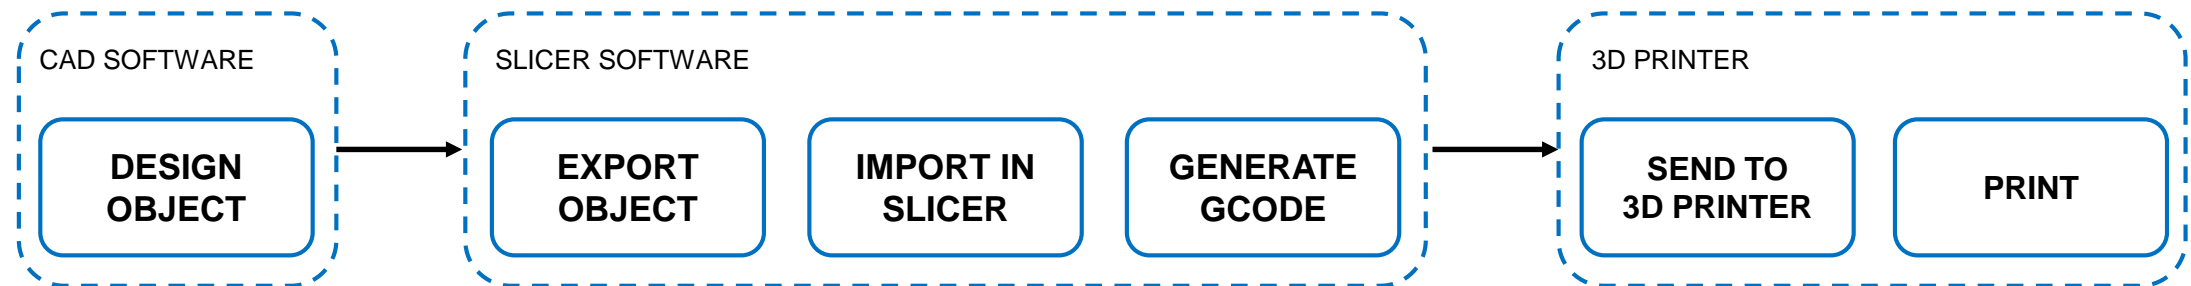 CAD SOFTWARE
DESIGN
OBJECT
SLICER SOFTWARE
EXPORT
OBJECT
IMPORT IN
SLICER
GENERATE
GCODE
3D PRINTER
SEND TO
3D PRINTER
PRINT